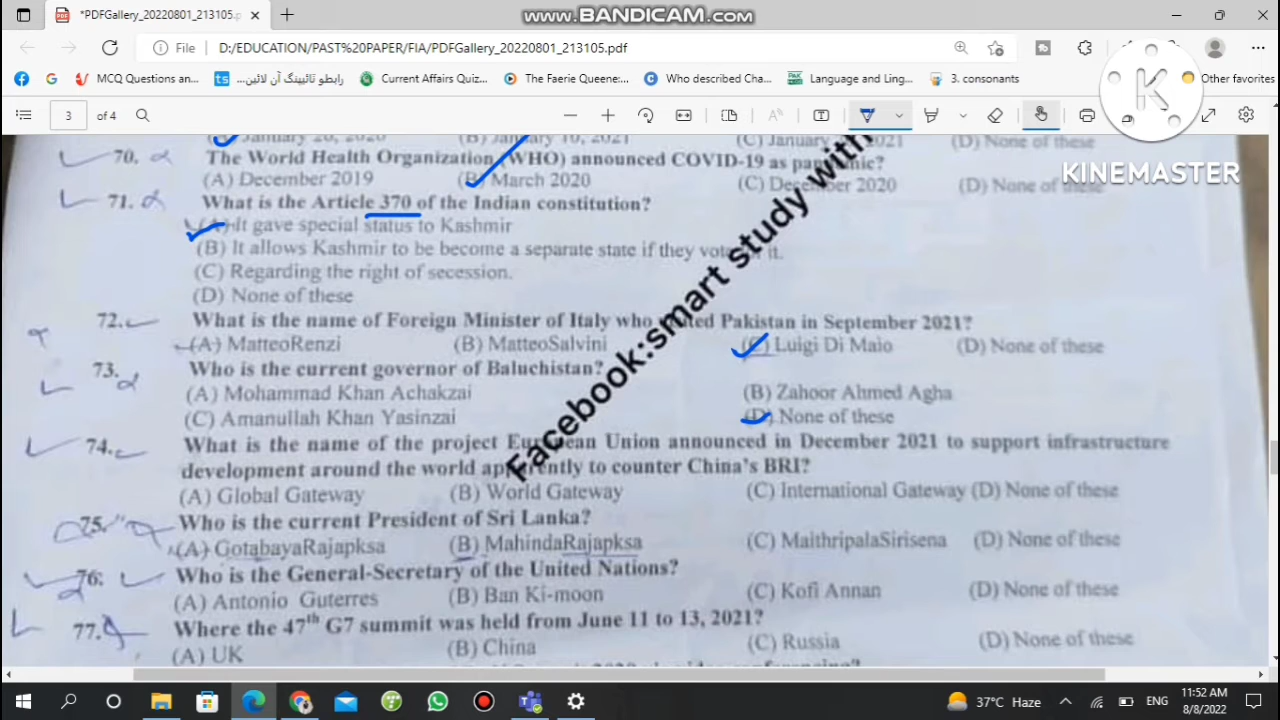 *PDFGallery_20220801_213105.pdf
www.BANDICAM.com
File D:/EDUCATION/PAST%20PAPER/FIA/PDFGallery_20220801_213105.pdf
MCQ Questions an... رابطو ٹائپینگ آن لائین... Current Affairs Quiz... The Faerie Queene:... Who described Cha... Language and Ling... 3. consonants Other favorites
3 of 4
K
KINEMASTER
(B) January 10, 2021 (C) January 2021 (D) None of these
70. The World Health Organization (WHO) announced COVID-19 as pandemic?
(A) December 2019 (B) March 2020 (C) December 2020 (D) None of these
71. What is the Article 370 of the Indian constitution?
(A) It gave special status to Kashmir
(B) It allows Kashmir to be become a separate state if they vote for it.
(C) Regarding the right of secession.
(D) None of these
72. What is the name of Foreign Minister of Italy who visited Pakistan in September 2021?
(A) MatteoRenzi (B) MatteoSalvini (C) Luigi Di Maio (D) None of these
73. Who is the current governor of Baluchistan?
(A) Mohammad Khan Achakzai (B) Zahoor Ahmed Agha
(C) Amanullah Khan Yasinzai (D) None of these
74. What is the name of the project European Union announced in December 2021 to support infrastructure
development around the world apparently to counter China's BRI?
(A) Global Gateway (B) World Gateway (C) International Gateway (D) None of these
75. Who is the current President of Sri Lanka?
(A) GotabayaRajapksa (B) MahindaRajapksa (C) MaithripalaSirisena (D) None of these
76. Who is the General-Secretary of the United Nations?
(A) Antonio Guterres (B) Ban Ki-moon (C) Kofi Annan (D) None of these
77. Where the 47th G7 summit was held from June 11 to 13, 2021?
(A) UK (B) China (C) Russia (D) None of these
Facebook:smart study with
37°C Haze ENG 11:52 AM
8/8/2022